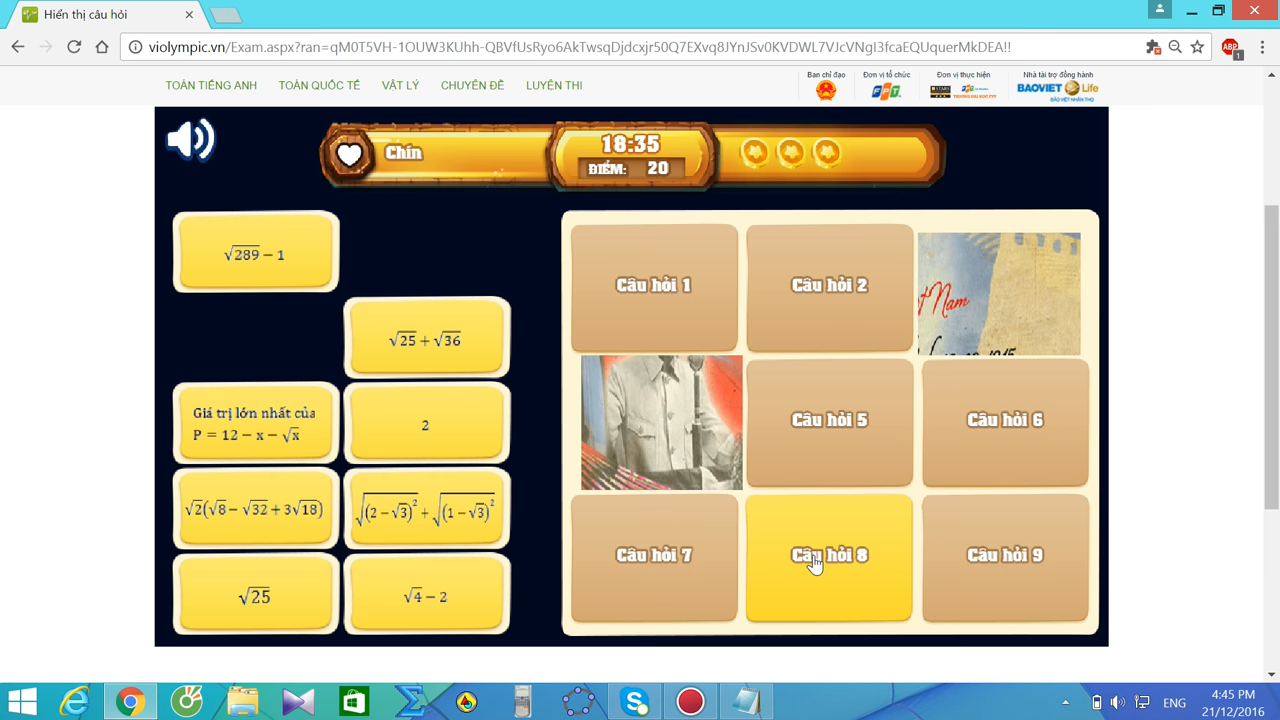 Hiển thị câu hỏi
violympic.vn/Exam.aspx?ran=qM0T5VH-1OUW3KUhh-QBVfUsRyo6AkTwsqDjdcxjr50Q7EXvq8JYnJSv0KVDWL7VJcVNgI3fcaEQUquerMkDEA!!
ABP
1
TOÁN TIẾNG ANH TOÁN QUỐC TẾ VẬT LÝ CHUYÊN ĐỀ LUYỆN THI
Ban chỉ đạo Đơn vị tổ chức Đơn vị thực hiện Nhà tài trợ đồng hành
FPT
BAOVIET Life
Chín
18:35
ĐIỂM: 20
√289 − 1
√25 + √36
Giá trị lớn nhất của
P = 12 − x − √x
2
√2(√8 − √32 + 3√18)
√(2 − √3)² + √(1 − √3)²
√25
√4 − 2
Câu hỏi 1
Câu hỏi 2
Nam
Câu hỏi 5
Câu hỏi 6
Câu hỏi 7
Câu hỏi 8
Câu hỏi 9
ENG
4:45 PM
21/12/2016